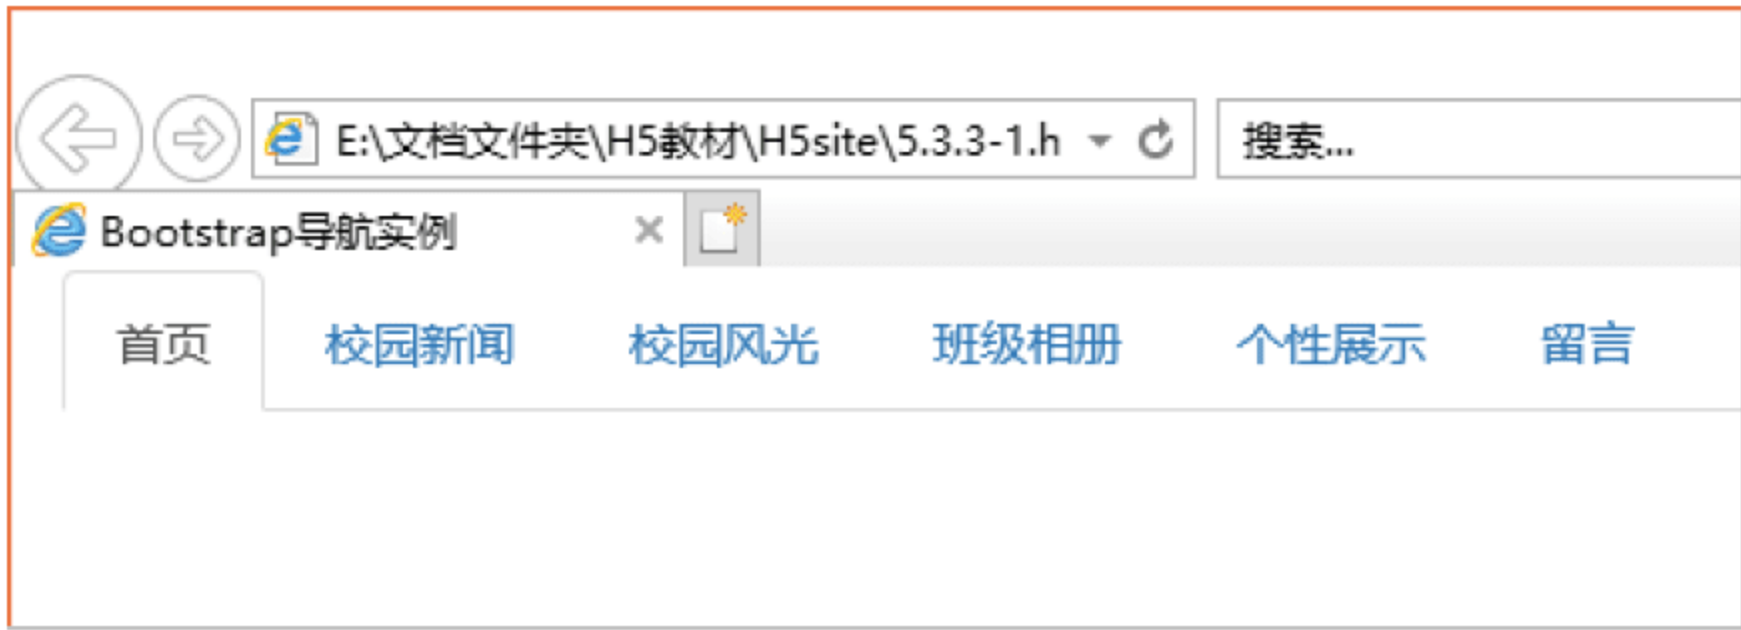 E:\文档文件夹\H5教材\H5site\5.3.3-1.h 搜索...
Bootstrap导航实例
首页 校园新闻 校园风光 班级相册 个性展示 留言